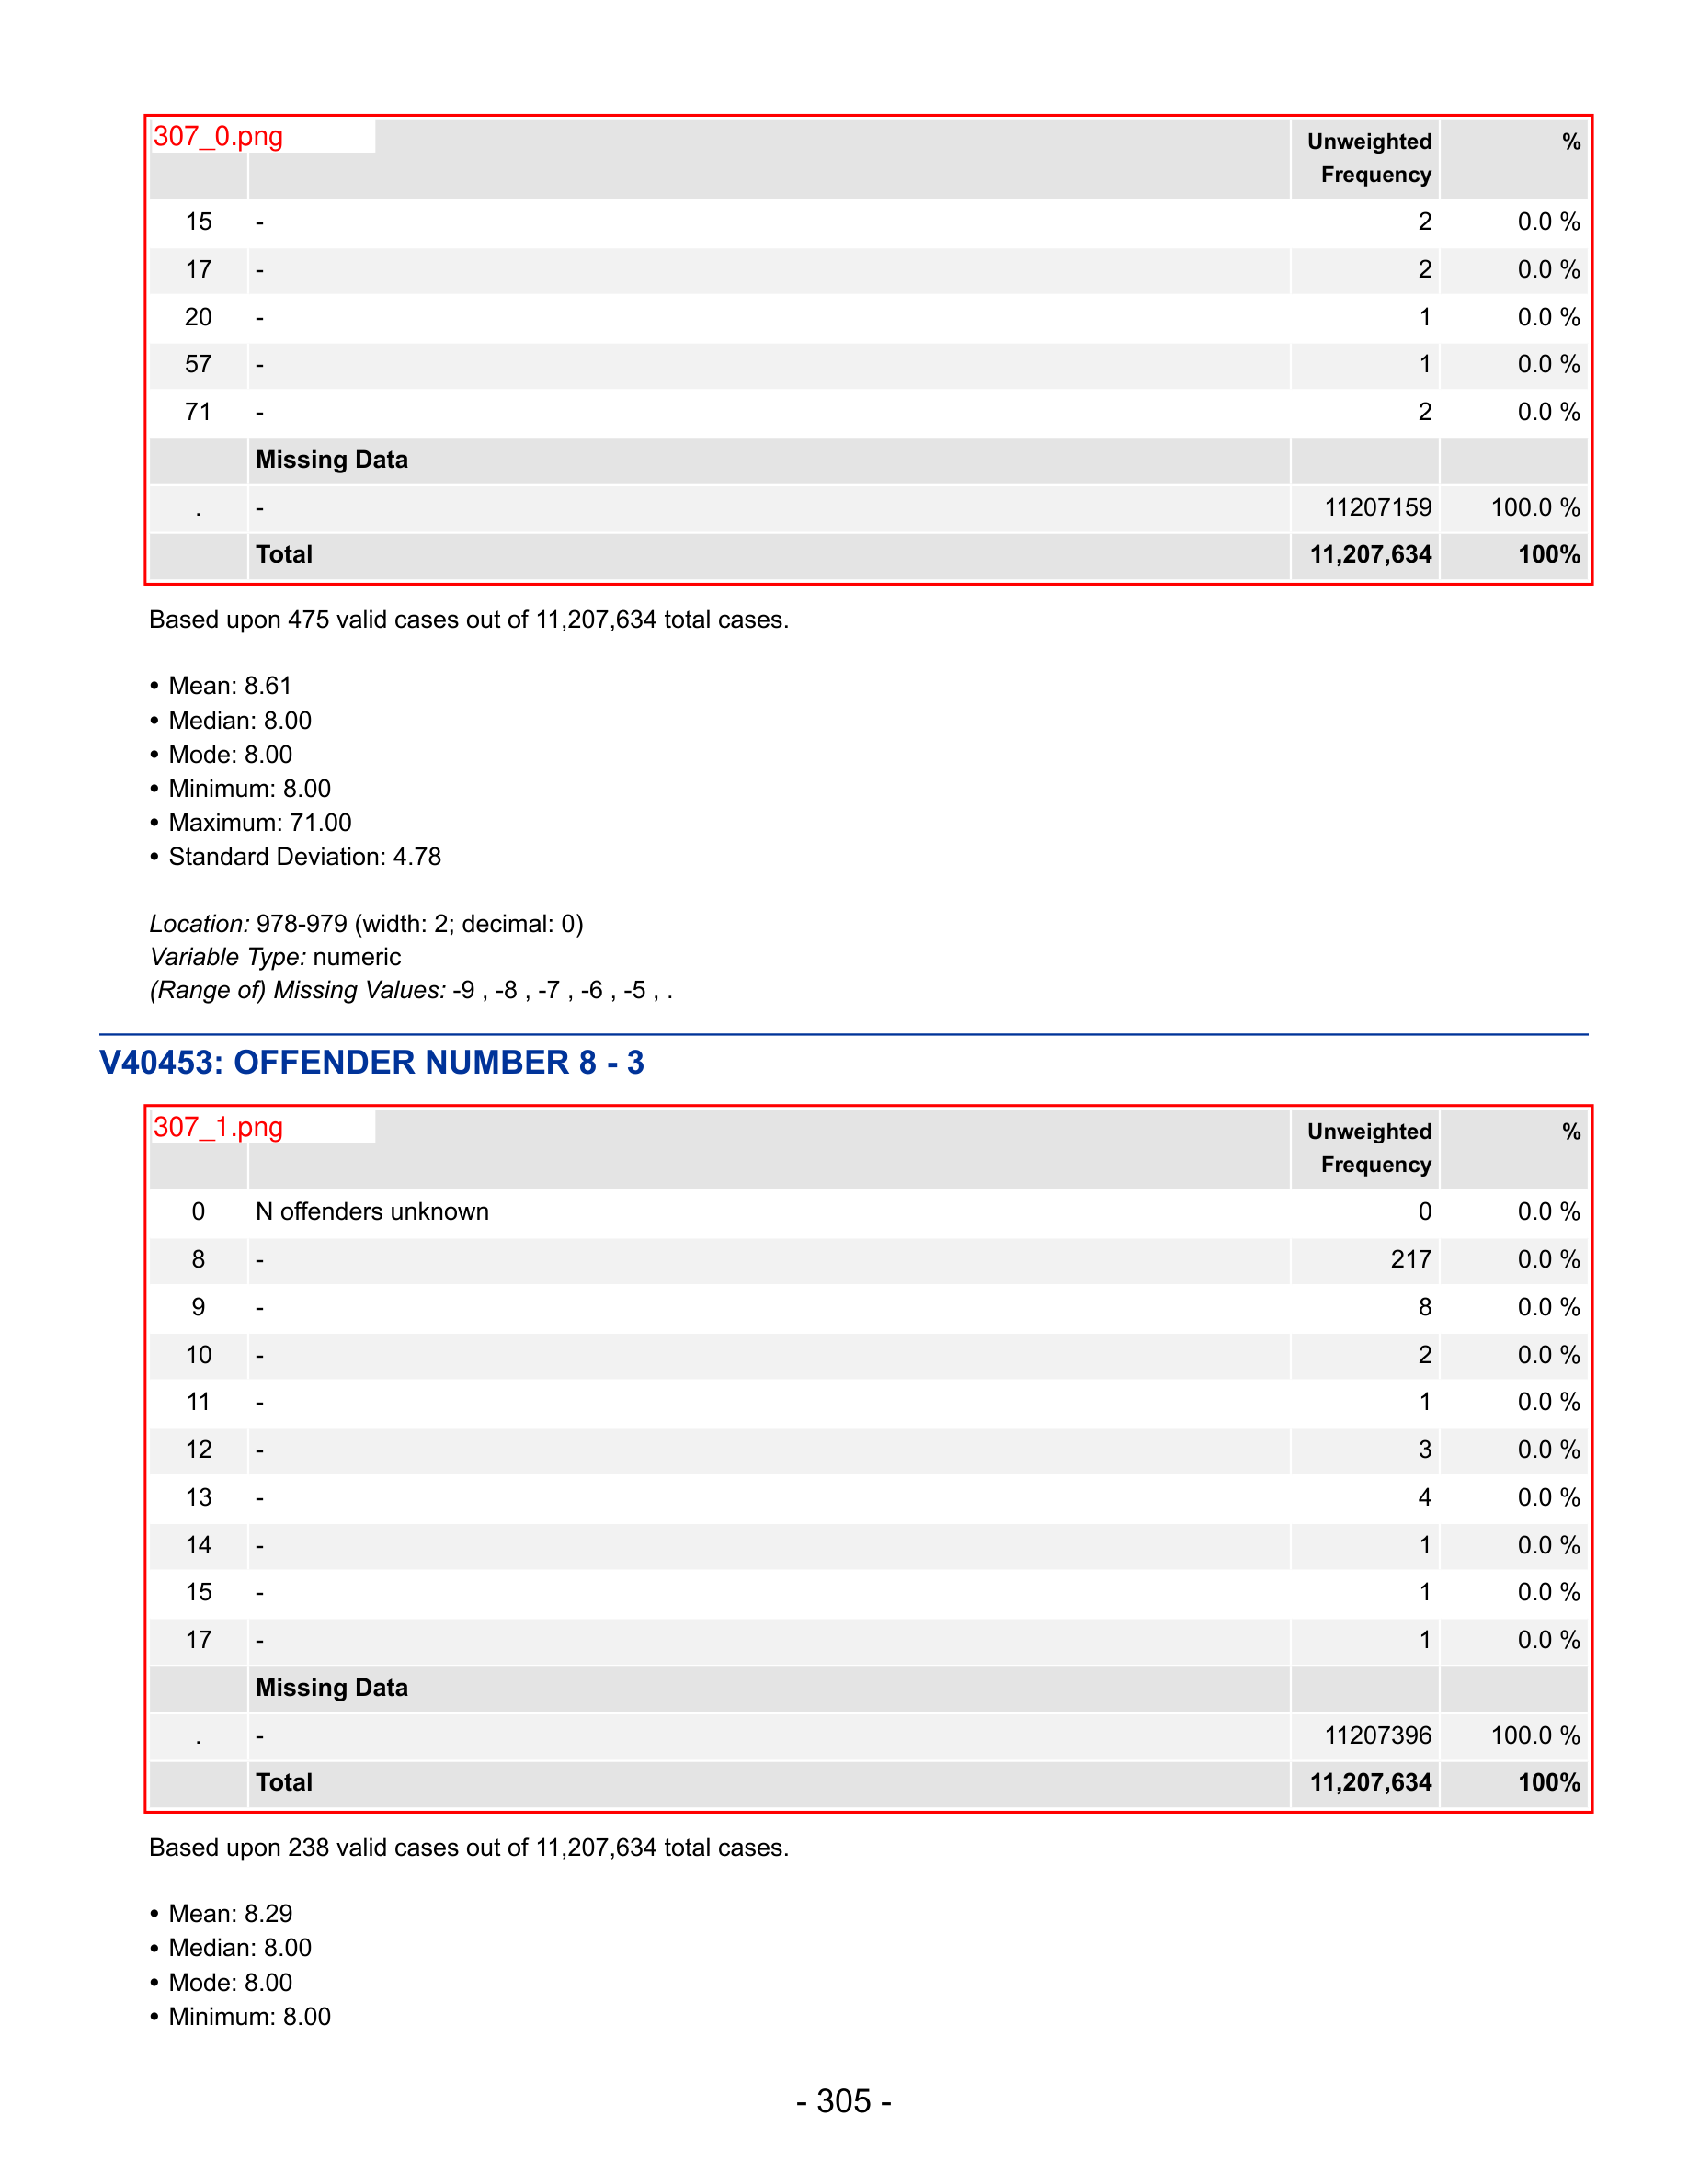 307_0.png
Unweighted Frequency %
15 - 2 0.0 %
17 - 2 0.0 %
20 - 1 0.0 %
57 - 1 0.0 %
71 - 2 0.0 %
Missing Data
. - 11207159 100.0 %
Total 11,207,634 100%
Based upon 475 valid cases out of 11,207,634 total cases.
• Mean: 8.61
• Median: 8.00
• Mode: 8.00
• Minimum: 8.00
• Maximum: 71.00
• Standard Deviation: 4.78
Location: 978-979 (width: 2; decimal: 0)
Variable Type: numeric
(Range of) Missing Values: -9 , -8 , -7 , -6 , -5 , .
V40453: OFFENDER NUMBER 8 - 3
307_1.png
Unweighted Frequency %
0 N offenders unknown 0 0.0 %
8 - 217 0.0 %
9 - 8 0.0 %
10 - 2 0.0 %
11 - 1 0.0 %
12 - 3 0.0 %
13 - 4 0.0 %
14 - 1 0.0 %
15 - 1 0.0 %
17 - 1 0.0 %
Missing Data
. - 11207396 100.0 %
Total 11,207,634 100%
Based upon 238 valid cases out of 11,207,634 total cases.
• Mean: 8.29
• Median: 8.00
• Mode: 8.00
• Minimum: 8.00
- 305 -